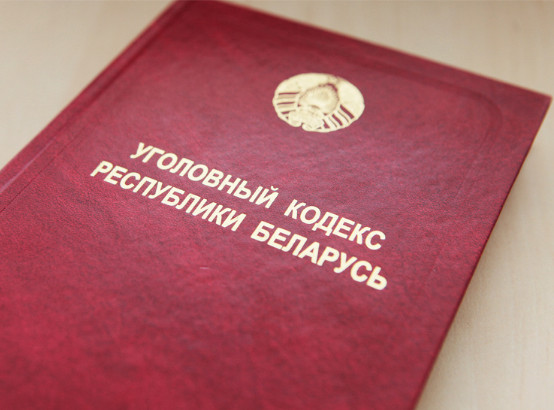 УГОЛОВНЫЙ КОДЕКС
РЕСПУБЛИКИ БЕЛАРУСЬ